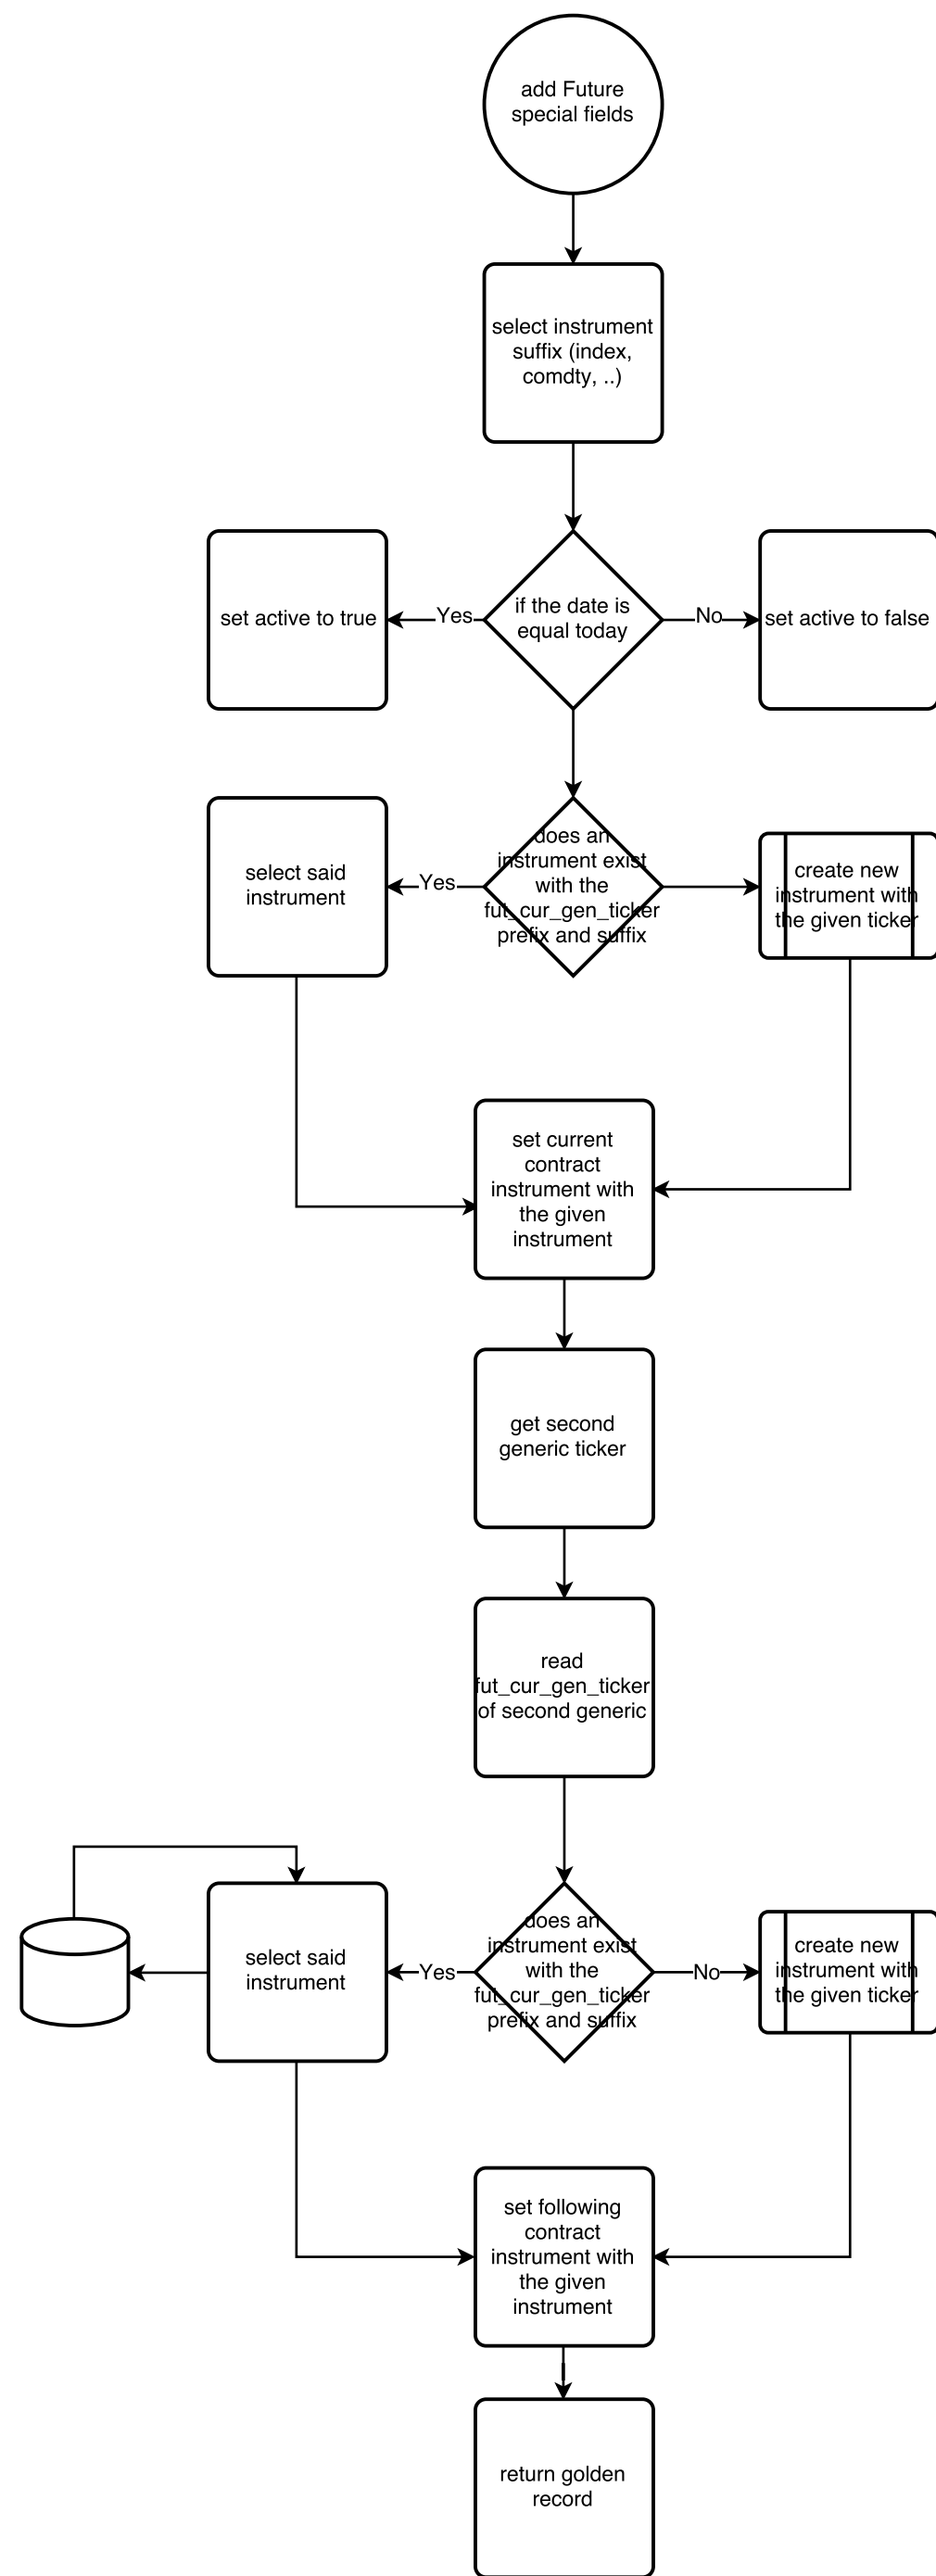 add Future
special fields
select instrument
suffix (index,
comdty, ..)
set active to true
Yes
if the date is
equal today
No
set active to false
select said
instrument
Yes
does an
instrument exist
with the
fut_cur_gen_ticker
prefix and suffix
create new
instrument with
the given ticker
set current
contract
instrument with
the given
instrument
get second
generic ticker
read
fut_cur_gen_ticker
of second generic
select said
instrument
Yes
does an
instrument exist
with the
fut_cur_gen_ticker
prefix and suffix
No
create new
instrument with
the given ticker
set following
contract
instrument with
the given
instrument
return golden
record